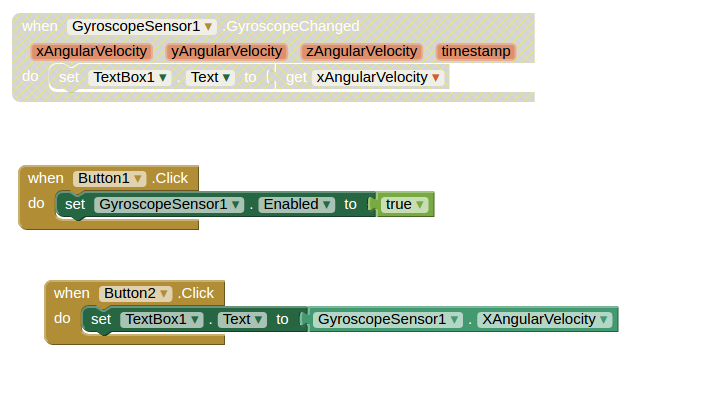 when GyroscopeSensor1 ▾ .GyroscopeChanged
xAngularVelocity yAngularVelocity zAngularVelocity timestamp
do set TextBox1 ▾ . Text ▾ to get xAngularVelocity ▾
when Button1 ▾ .Click
do set GyroscopeSensor1 ▾ . Enabled ▾ to true ▾
when Button2 ▾ .Click
do set TextBox1 ▾ . Text ▾ to GyroscopeSensor1 ▾ . XAngularVelocity ▾